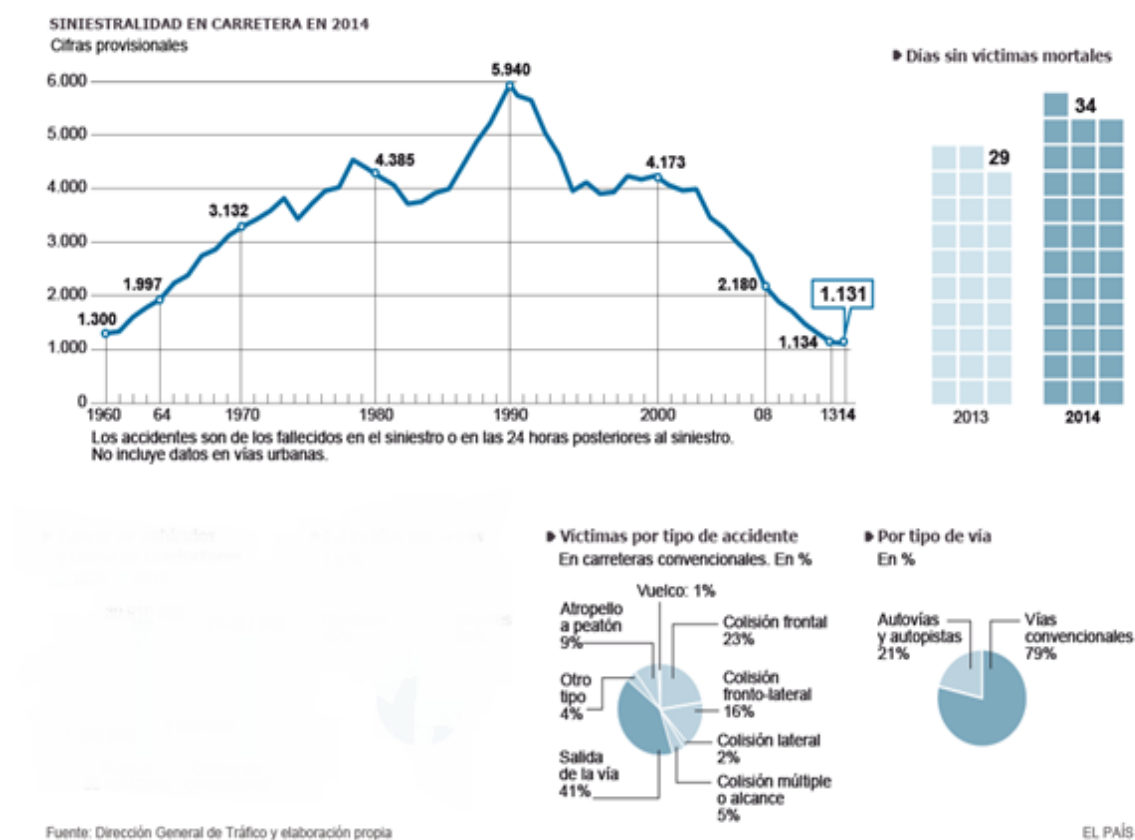 SINIESTRALIDAD EN CARRETERA EN 2014
Cifras provisionales
6.000
5.000
4.000
3.000
2.000
1.000
0
1.300
1.997
3.132
4.385
5.940
4.173
2.180
1.134
1.131
1960
64
1970
1980
1990
2000
08
1314
Los accidentes son de los fallecidos en el siniestro o en las 24 horas posteriores al siniestro.
No incluye datos en vías urbanas.
Días sin víctimas mortales
29
34
2013
2014
Víctimas por tipo de accidente
En carreteras convencionales. En %
Vuelco: 1%
Atropello
a peatón
9%
Otro
tipo
4%
Salida
de la vía
41%
Colisión frontal
23%
Colisión
fronto-lateral
16%
Colisión lateral
2%
Colisión múltiple
o alcance
5%
Por tipo de vía
En %
Autovías
y autopistas
21%
Vías
convencionales
79%
Fuente: Dirección General de Tráfico y elaboración propia
EL PAÍS